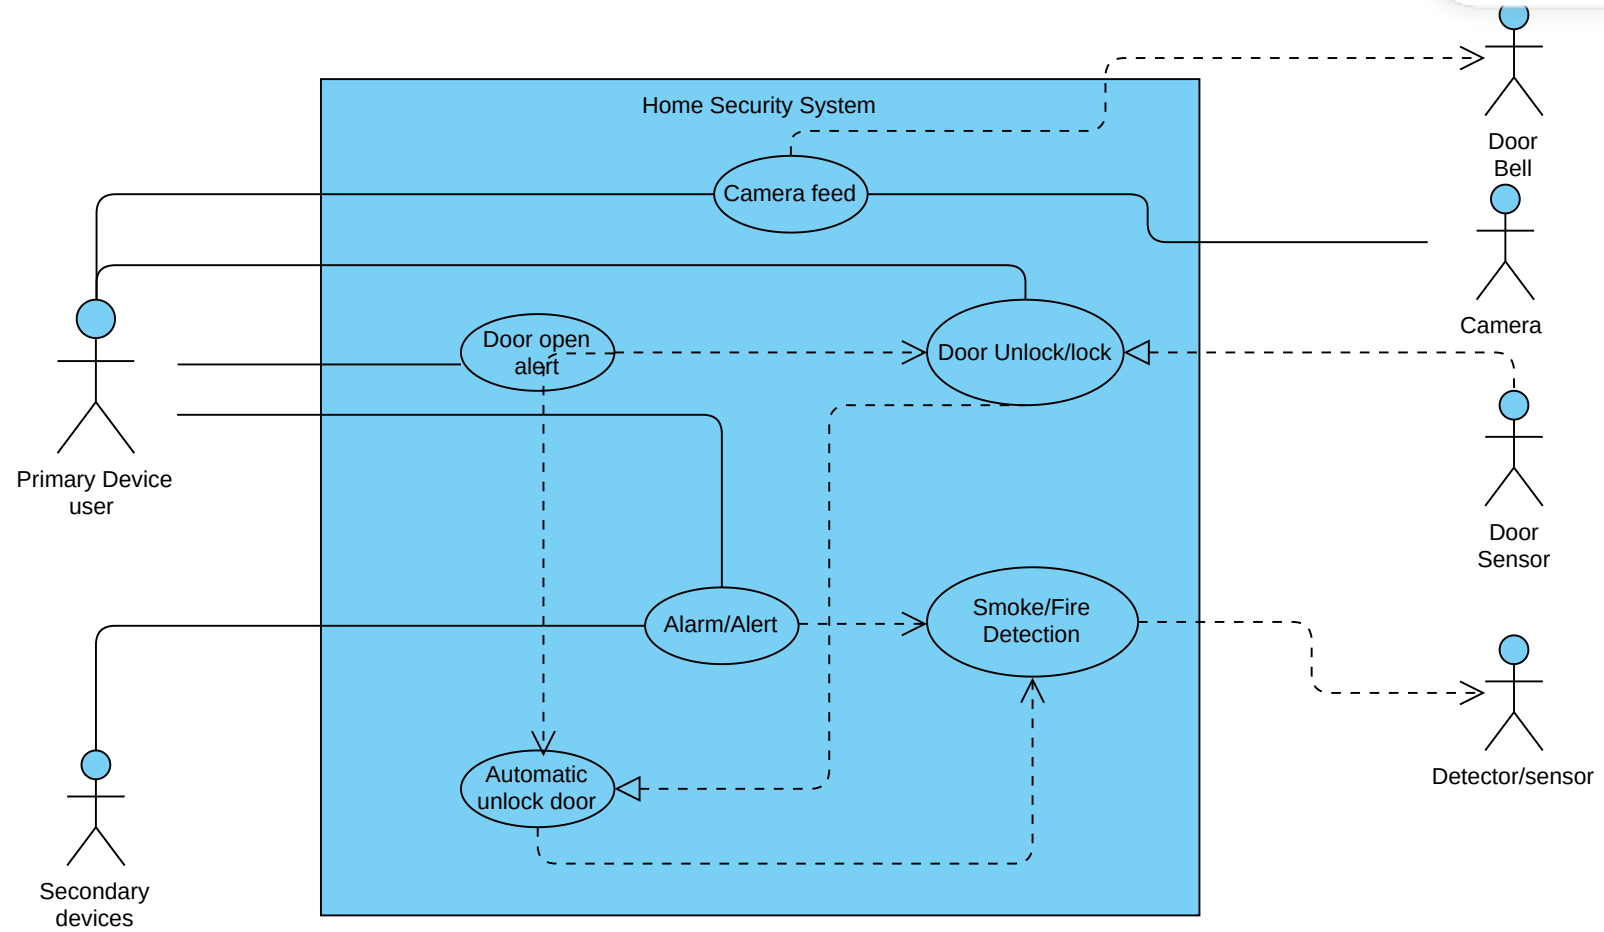 Home Security System
Door
Bell
Camera feed
Camera
Door open
alert
Door Unlock/lock
Primary Device
user
Door
Sensor
Alarm/Alert
Smoke/Fire
Detection
Automatic
unlock door
Detector/sensor
Secondary
devices